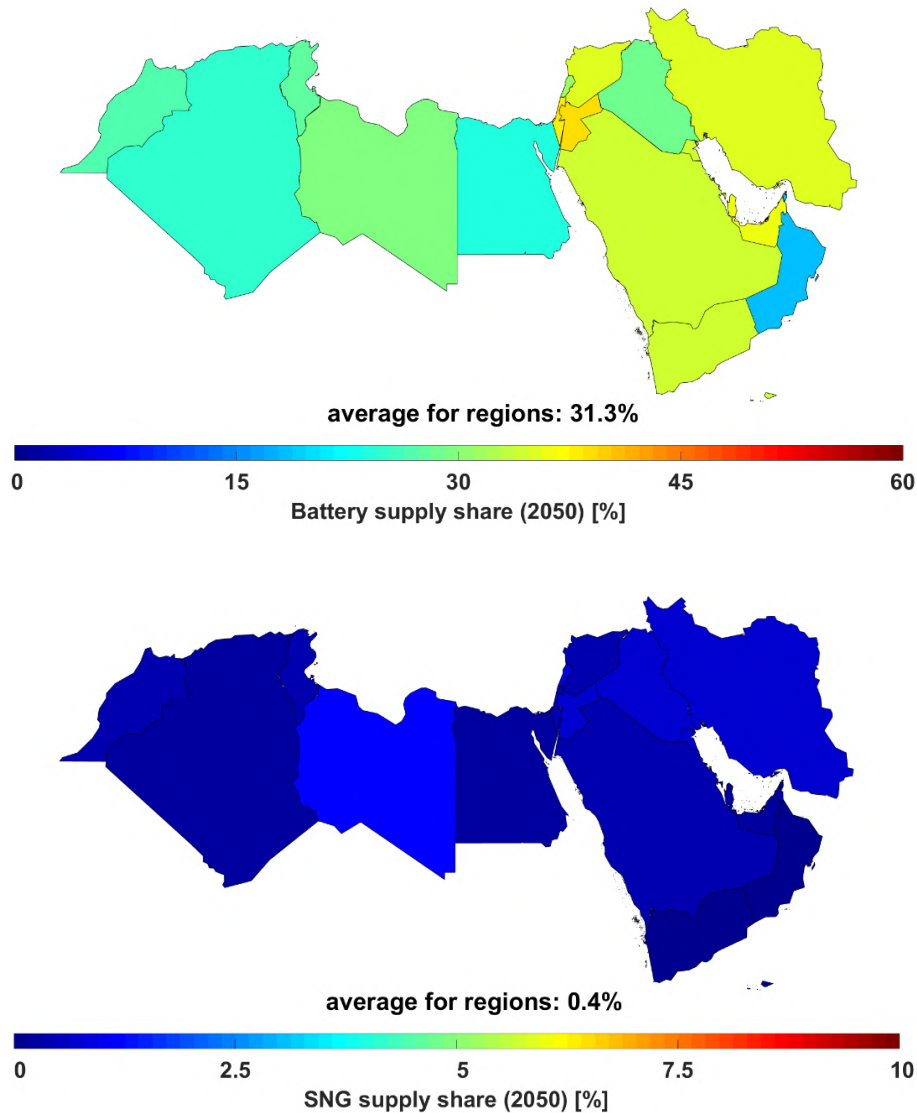 average for regions: 31.3%
0 15 30 45 60
Battery supply share (2050) [%]
average for regions: 0.4%
0 2.5 5 7.5 10
SNG supply share (2050) [%]